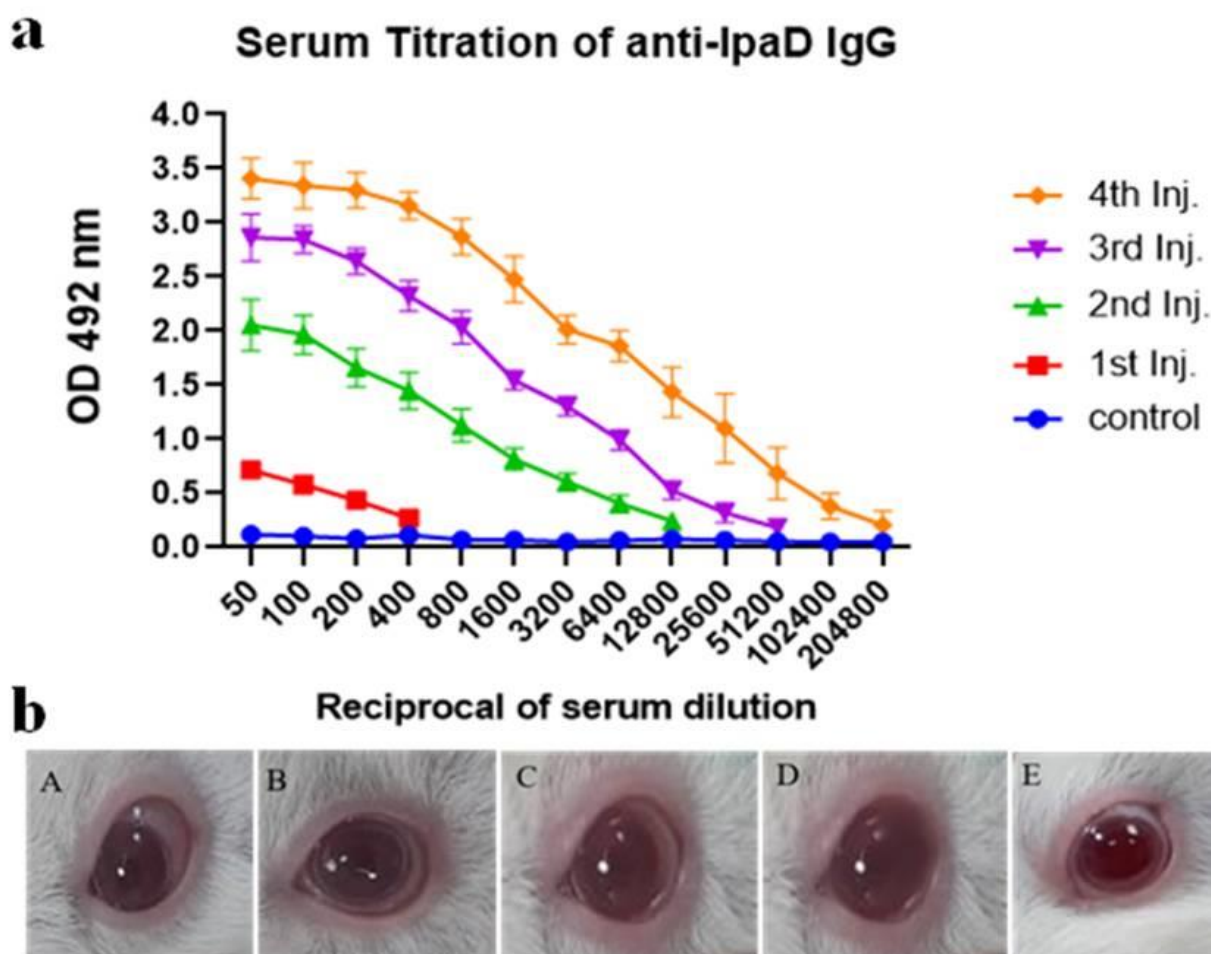 a
Serum Titration of anti-IpaD IgG
4.0
3.5
3.0
2.5
2.0
1.5
1.0
0.5
0.0
OD 492 nm
50
100
200
400
800
1600
3200
6400
12800
25600
51200
102400
204800
Reciprocal of serum dilution
4th Inj.
3rd Inj.
2nd Inj.
1st Inj.
control
b
A
B
C
D
E